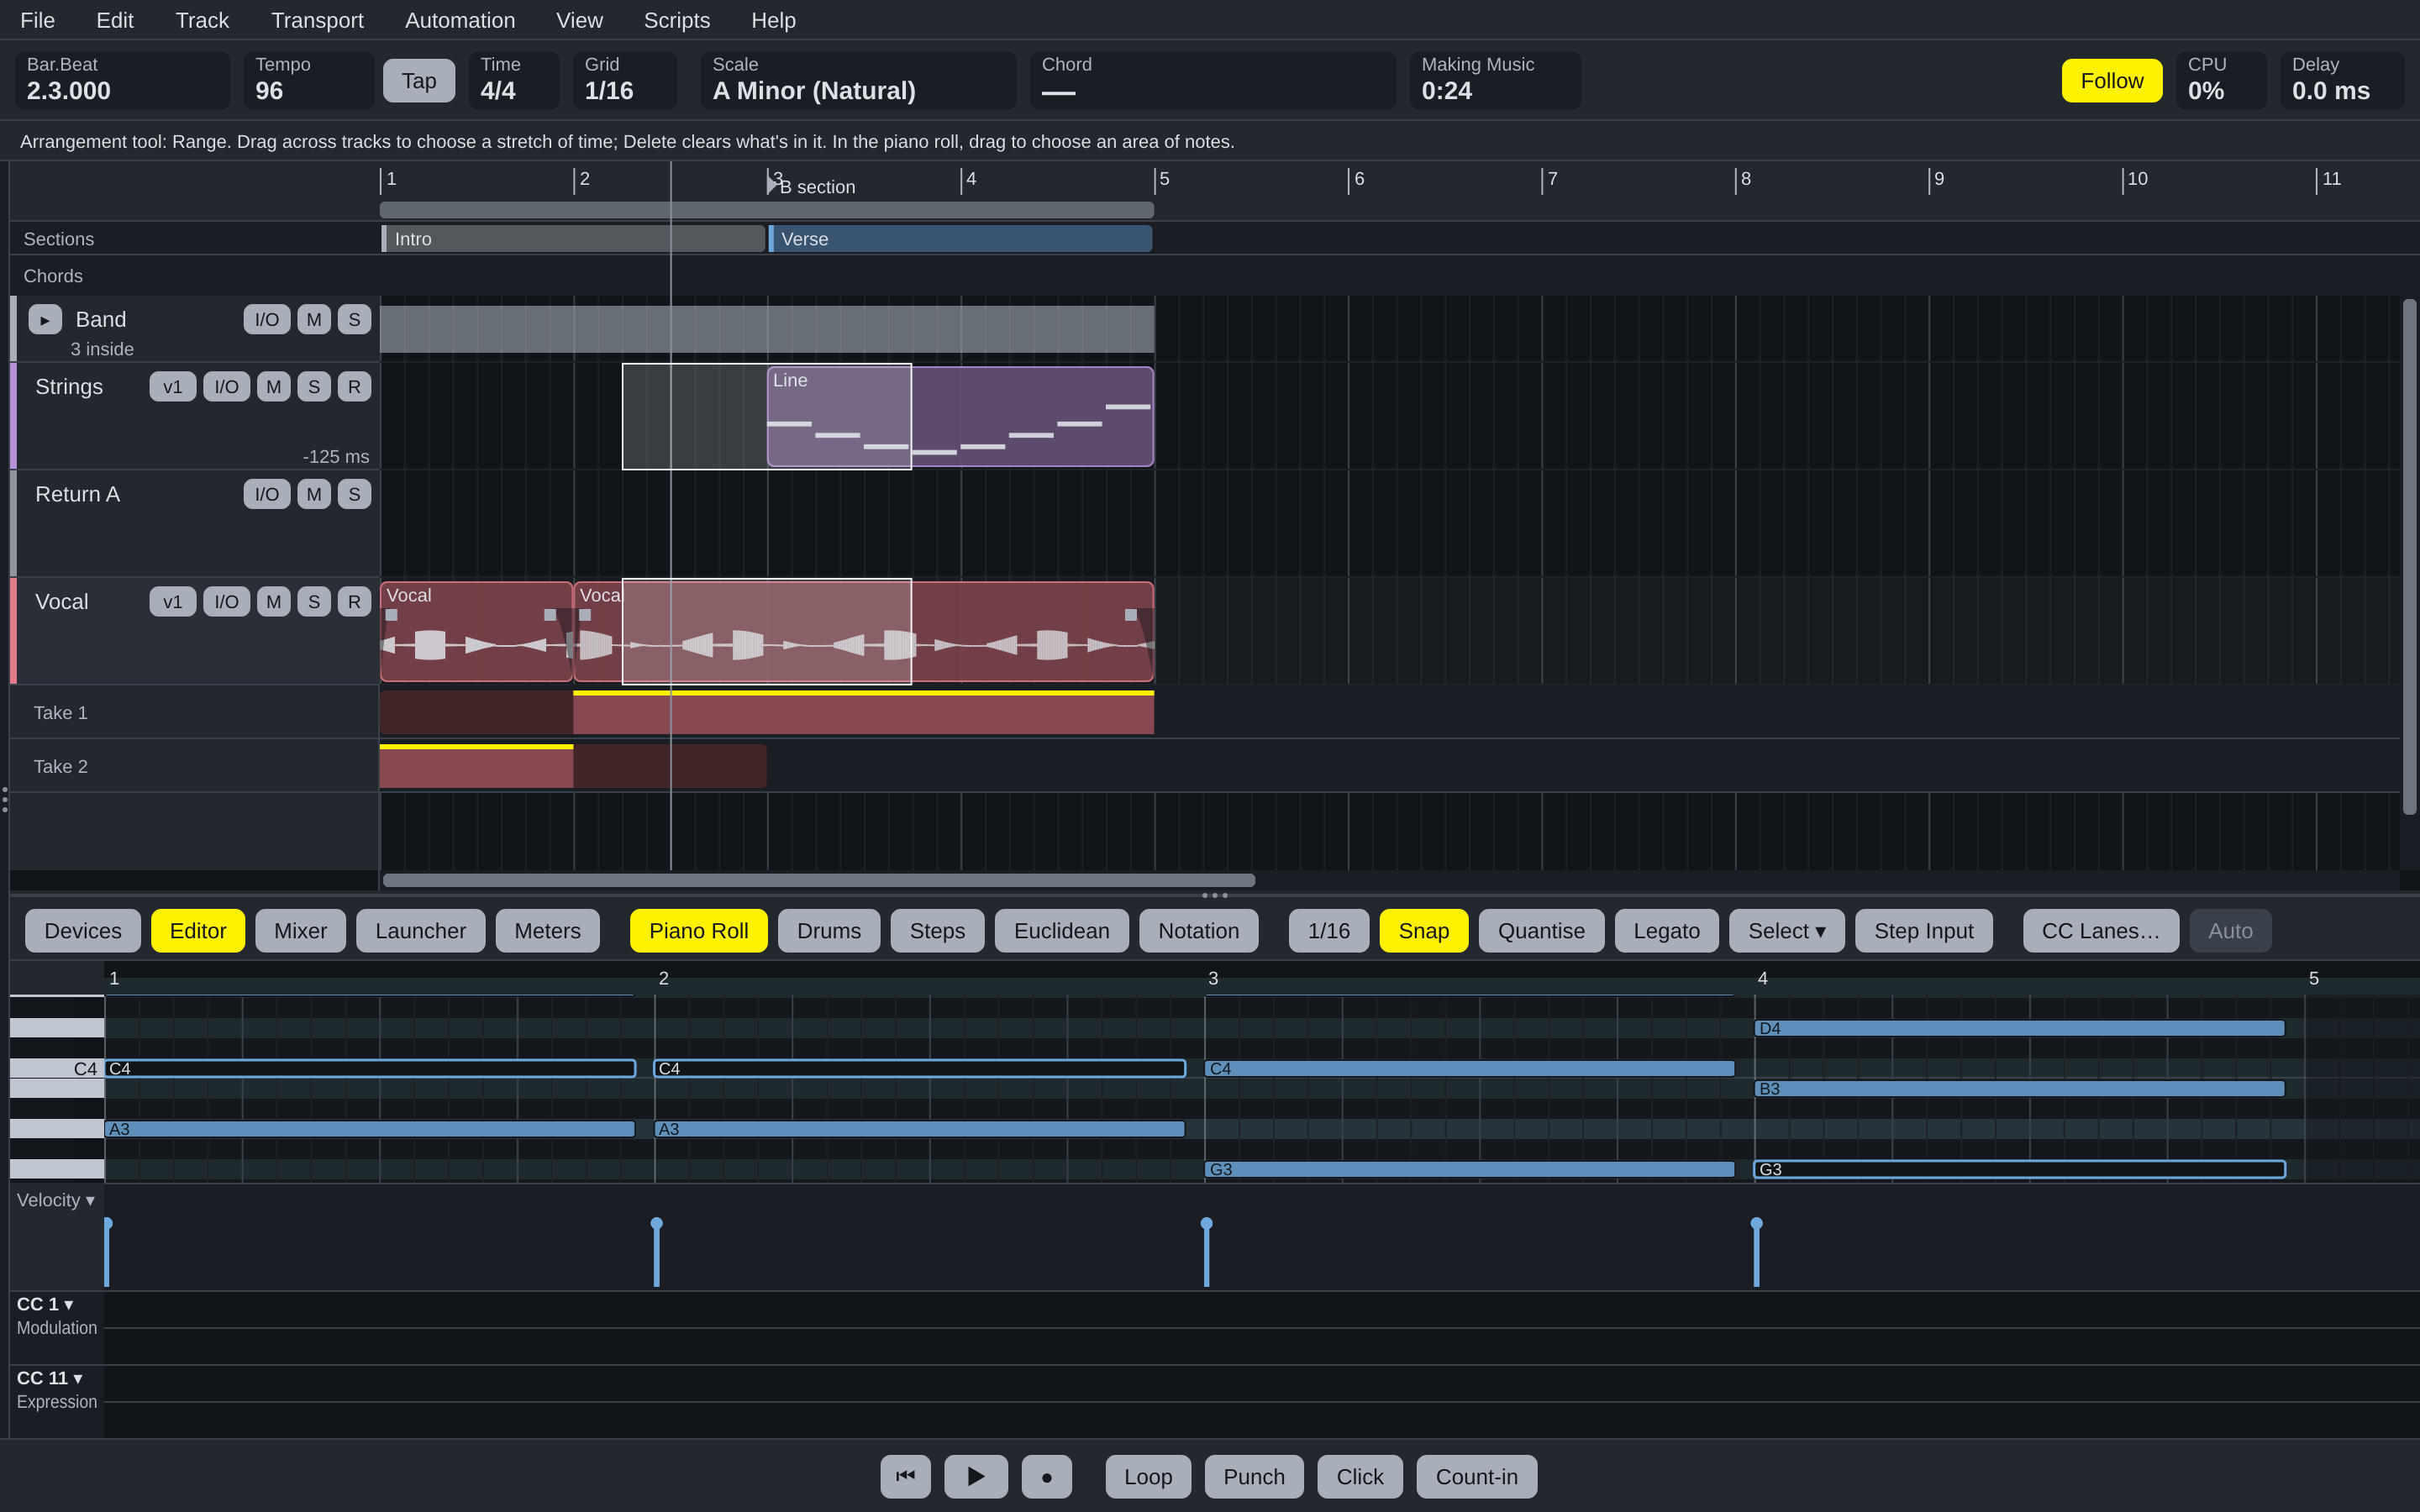 File Edit Track Transport Automation View Scripts Help
Bar.Beat Tempo Time Grid Scale Chord Making Music CPU Delay
2.3.000 96 Tap 4/4 1/16 A Minor (Natural) — 0:24 Follow 0% 0.0 ms
Arrangement tool: Range. Drag across tracks to choose a stretch of time; Delete clears what's in it. In the piano roll, drag to choose an area of notes.
1 2 3 4 5 6 7 8 9 10 11
B section
Sections Intro Verse
Chords
▸ Band I/O M S
3 inside
Strings v1 I/O M S R Line
-125 ms
Return A I/O M S
Vocal v1 I/O M S R Vocal Vocal
Take 1
Take 2
Devices Editor Mixer Launcher Meters Piano Roll Drums Steps Euclidean Notation 1/16 Snap Quantise Legato Select ▾ Step Input CC Lanes… Auto
1 2 3 4 5
D4
C4 C4 C4 C4
B3
A3 A3
G3 G3
Velocity ▾
CC 1 ▾
Modulation
CC 11 ▾
Expression
Loop Punch Click Count-in